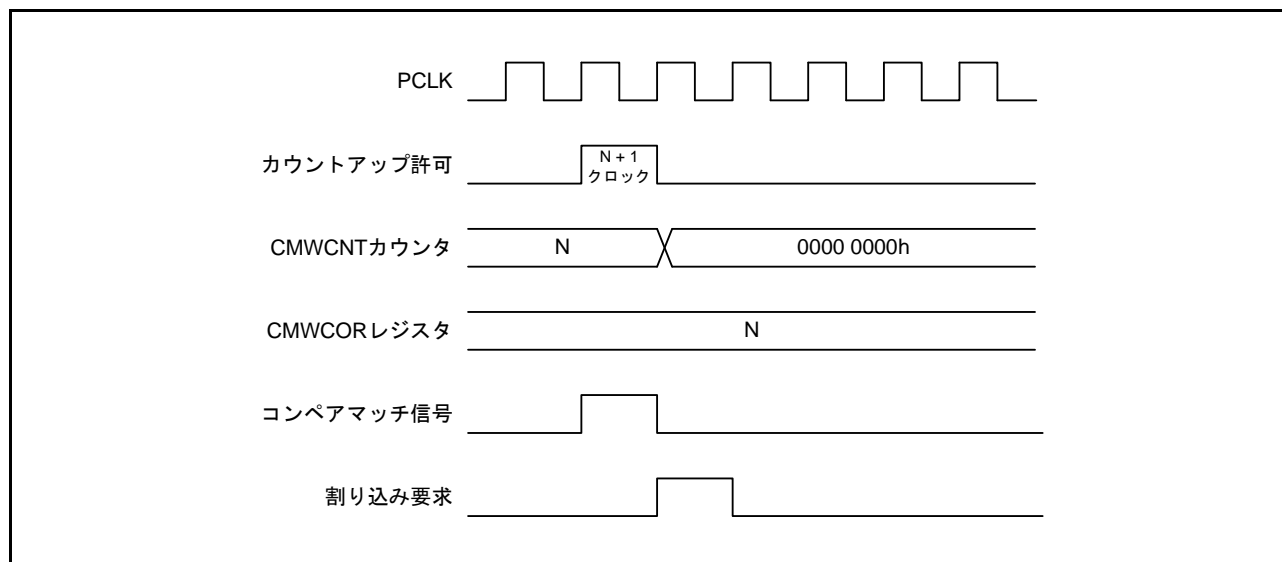 PCLK
カウントアップ許可
N + 1
クロック
CMWCNTカウンタ
N
0000 0000h
CMWCORレジスタ
N
コンペアマッチ信号
割り込み要求